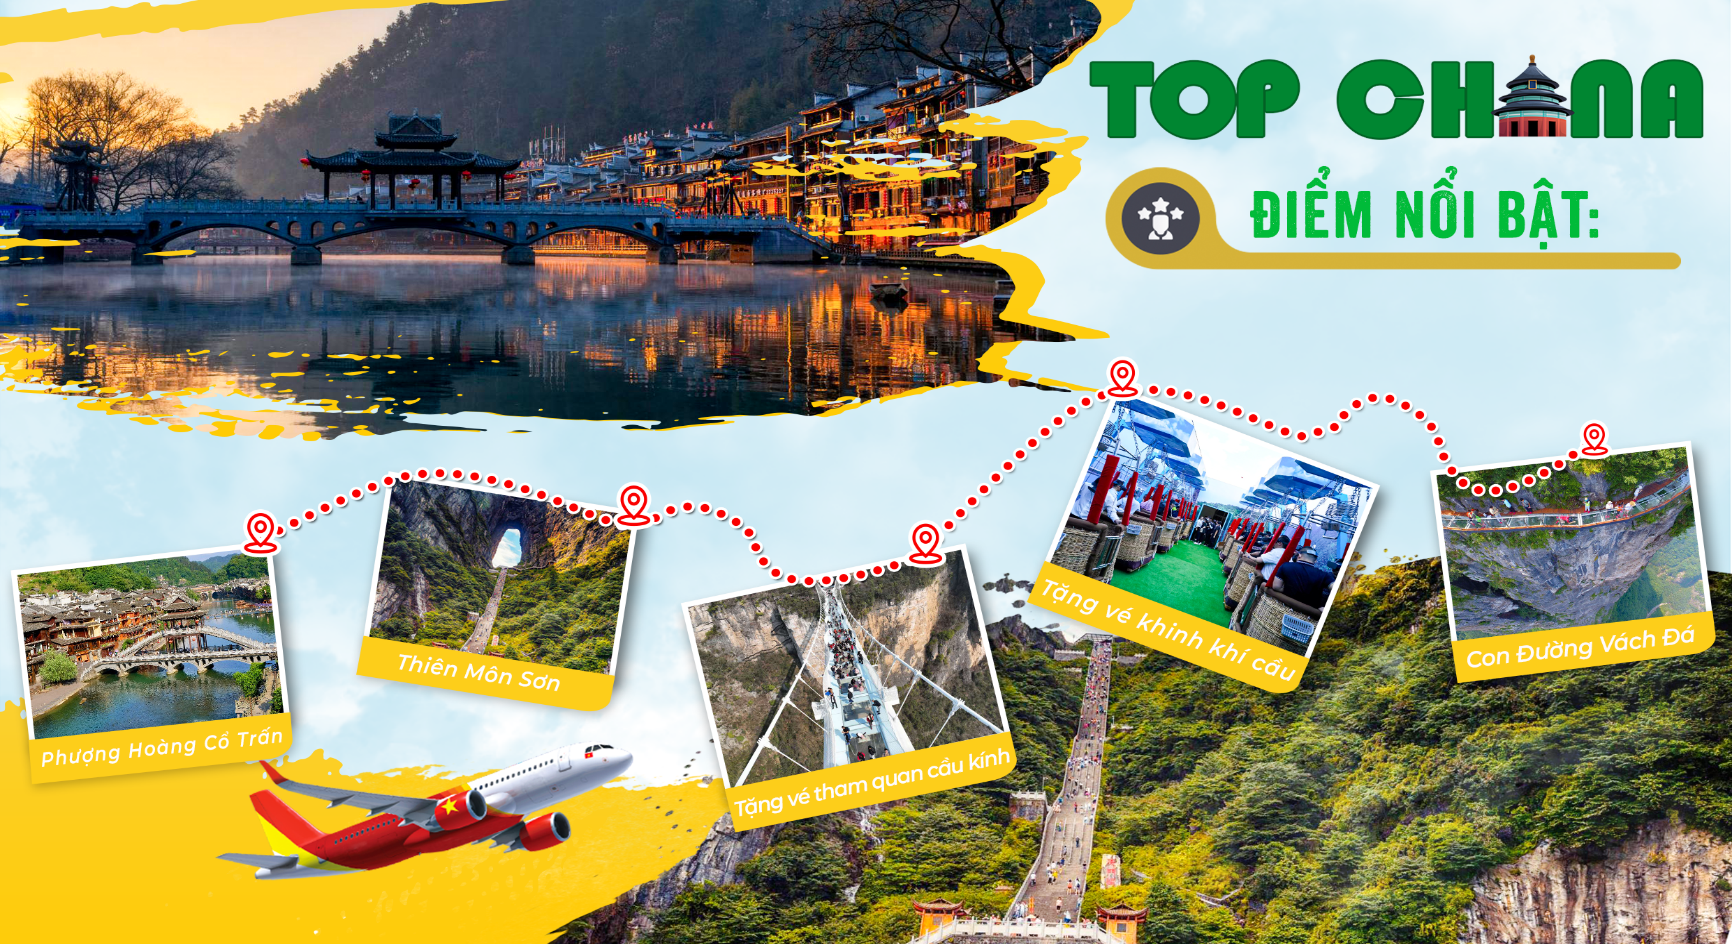 TOP CHINA
ĐIỂM NỔI BẬT:
Phượng Hoàng Cổ Trấn
Thiên Môn Sơn
Tặng vé tham quan cầu kính
Tặng vé khinh khí cầu
Con Đường Vách Đá